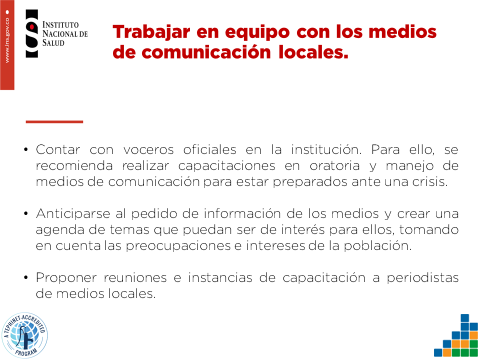 www.ins.gov.co
INSTITUTO
NACIONAL DE
SALUD
Trabajar en equipo con los medios
de comunicación locales.
• Contar con voceros oficiales en la institución. Para ello, se
recomienda realizar capacitaciones en oratoria y manejo de
medios de comunicación para estar preparados ante una crisis.
• Anticiparse al pedido de información de los medios y crear una
agenda de temas que puedan ser de interés para ellos, tomando
en cuenta las preocupaciones e intereses de la población.
• Proponer reuniones e instancias de capacitación a periodistas
de medios locales.
A TEPHINET-ACCREDITED
PROGRAM